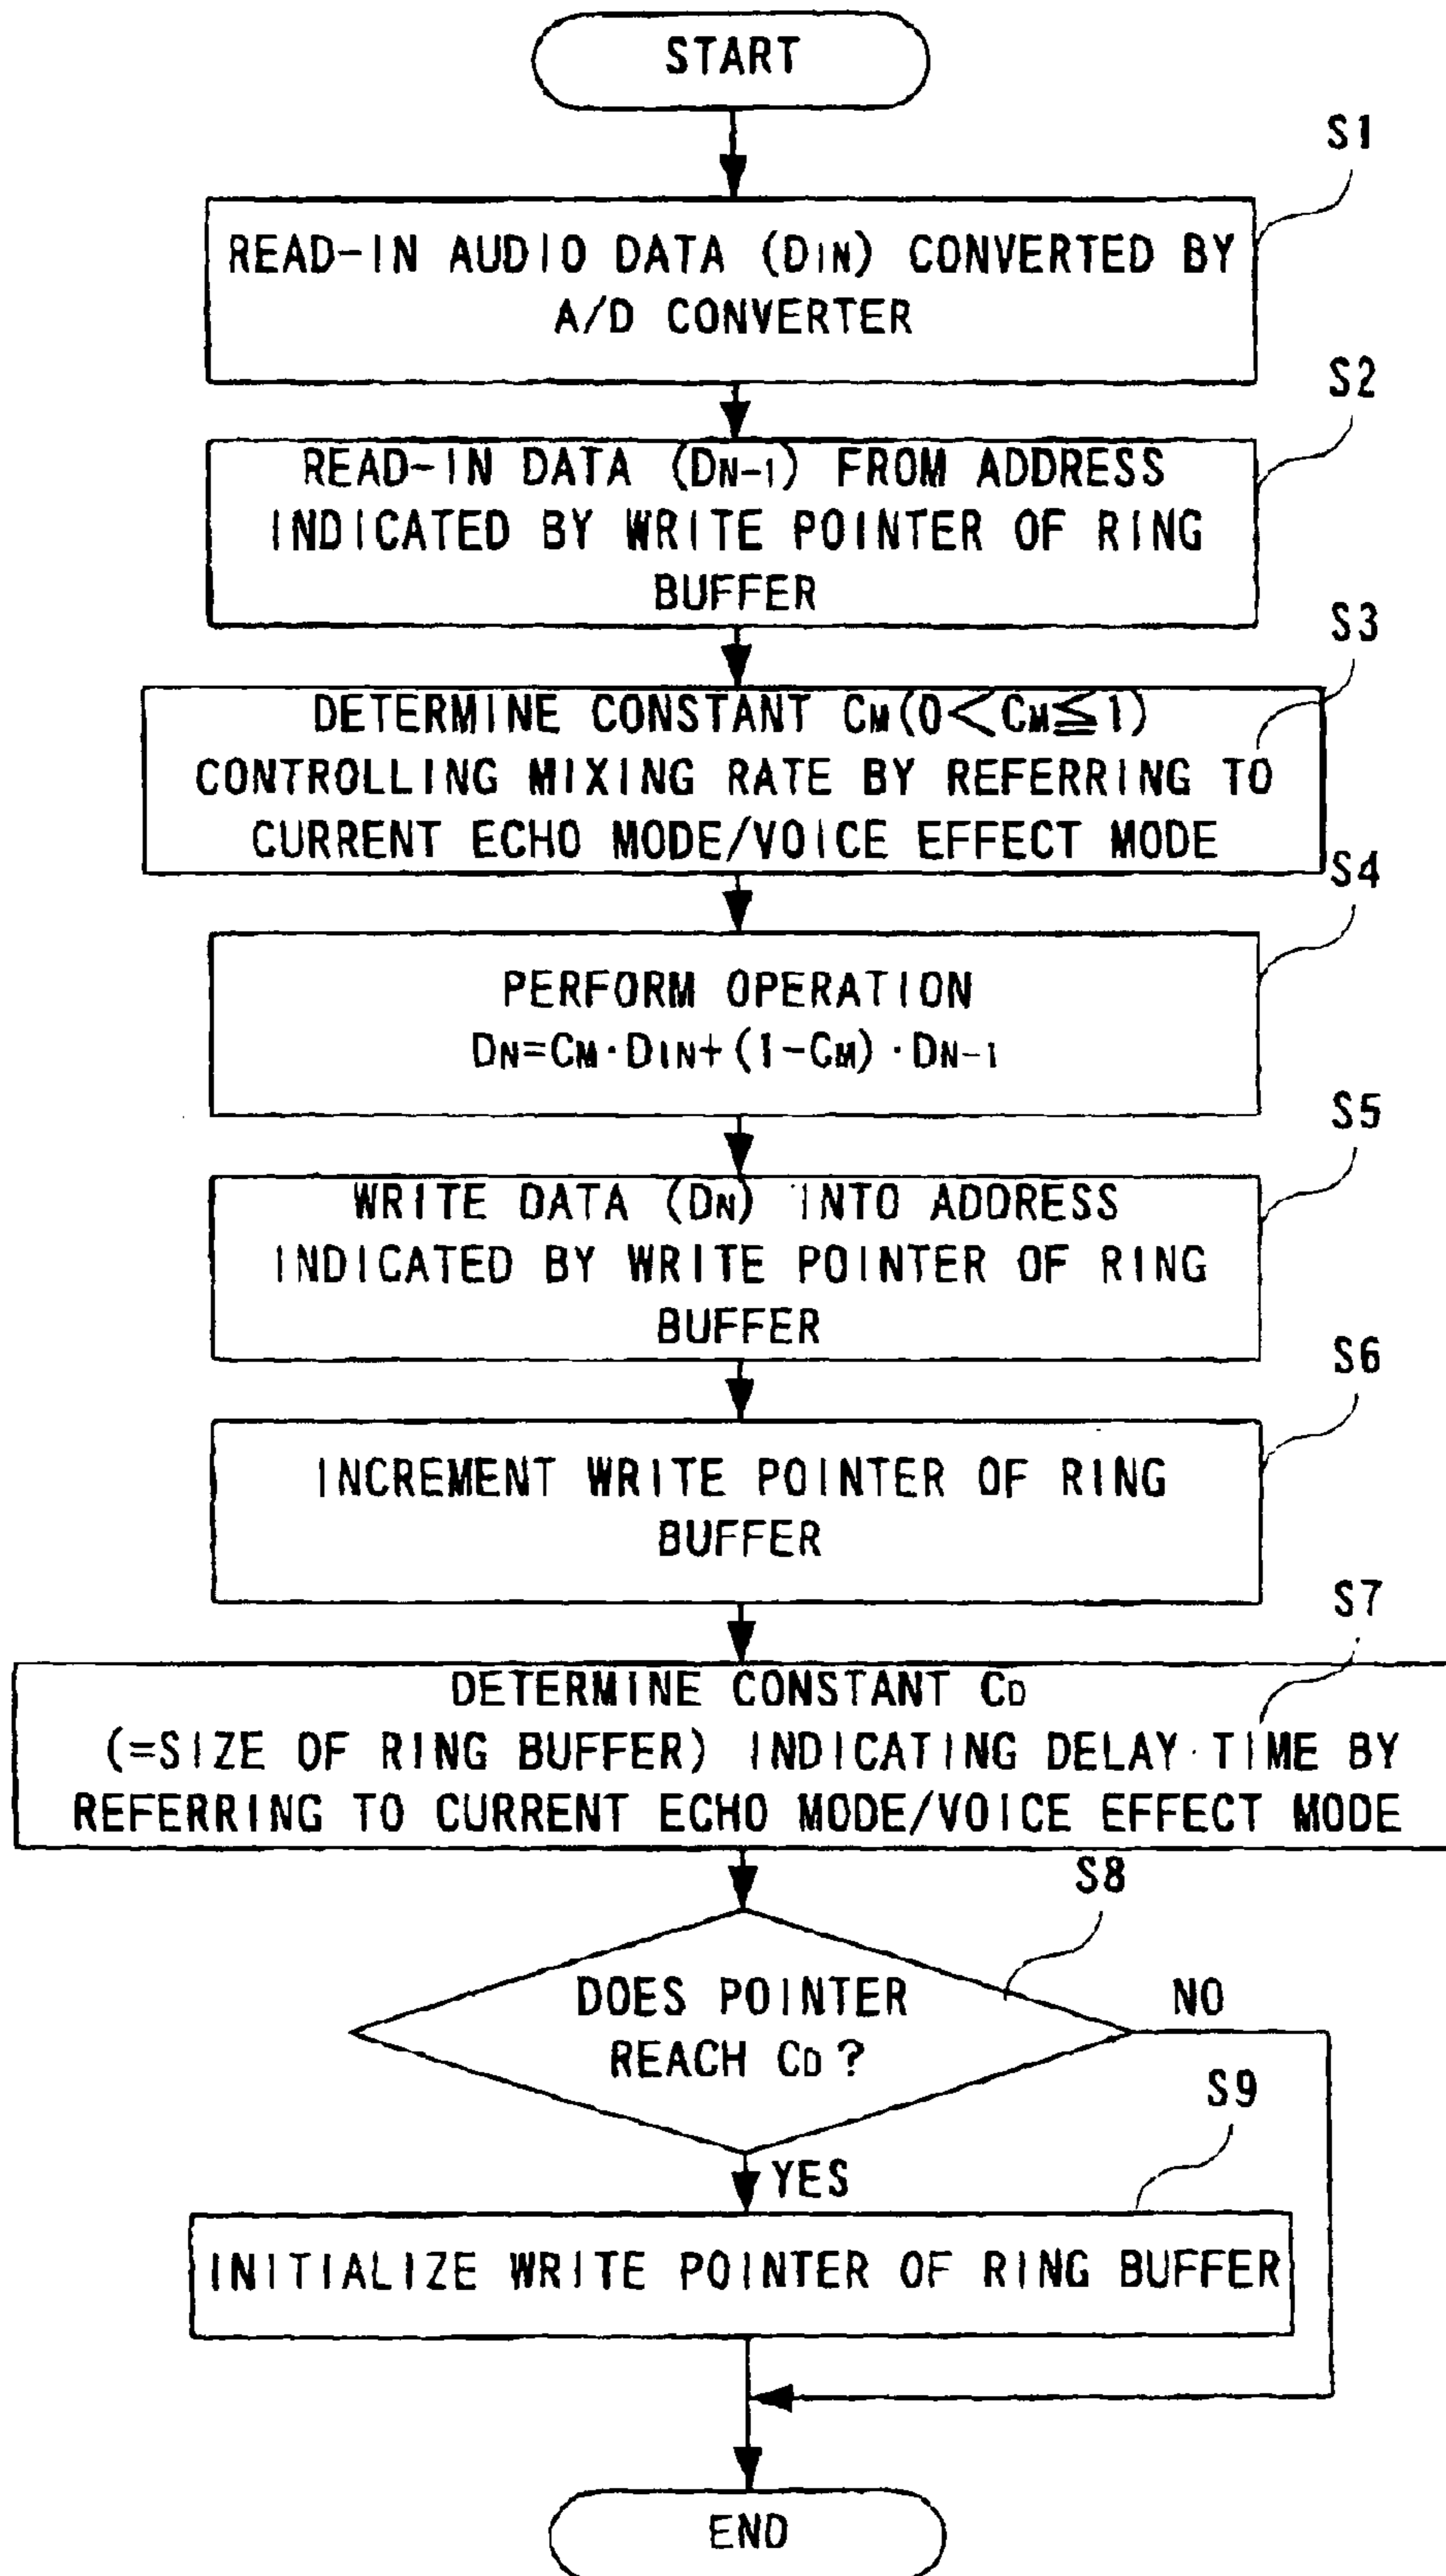 START
S1
READ-IN AUDIO DATA (DIN) CONVERTED BY
A/D CONVERTER
S2
READ-IN DATA (DN-1) FROM ADDRESS
INDICATED BY WRITE POINTER OF RING
BUFFER
S3
DETERMINE CONSTANT CM(0<CM≦1)
CONTROLLING MIXING RATE BY REFERRING TO
CURRENT ECHO MODE/VOICE EFFECT MODE
S4
PERFORM OPERATION
DN=CM·DIN+(1-CM)·DN-1
S5
WRITE DATA (DN) INTO ADDRESS
INDICATED BY WRITE POINTER OF RING
BUFFER
S6
INCREMENT WRITE POINTER OF RING
BUFFER
S7
DETERMINE CONSTANT CD
(=SIZE OF RING BUFFER) INDICATING DELAY TIME BY
REFERRING TO CURRENT ECHO MODE/VOICE EFFECT MODE
S8
DOES POINTER
REACH CD?
NO
S9
YES
INITIALIZE WRITE POINTER OF RING BUFFER
END